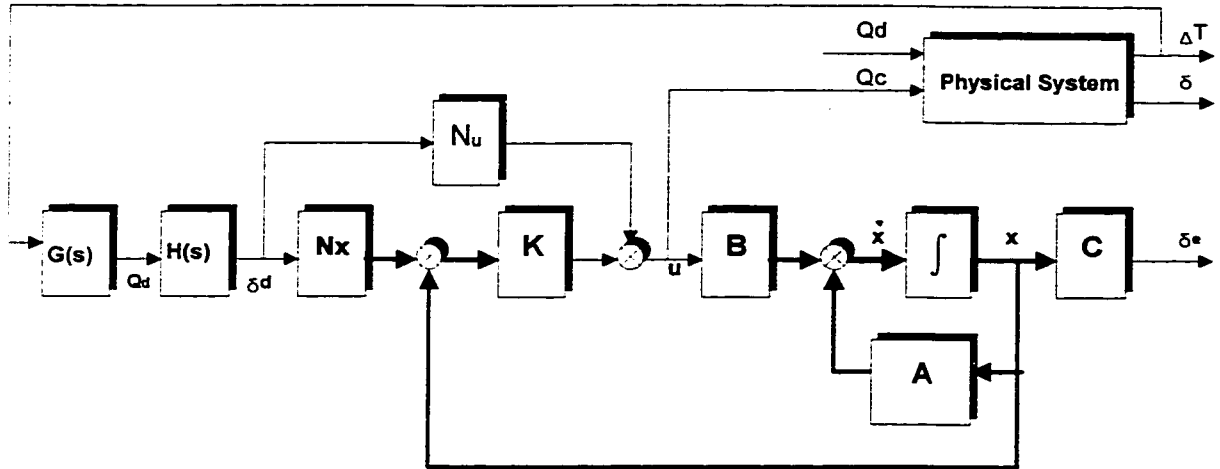 Qd
ΔT
Physical System
Qc
δ
Nu
G(s)
Qd
H(s)
δd
Nx
K
u
B
ẋ
∫
x
C
δe
A